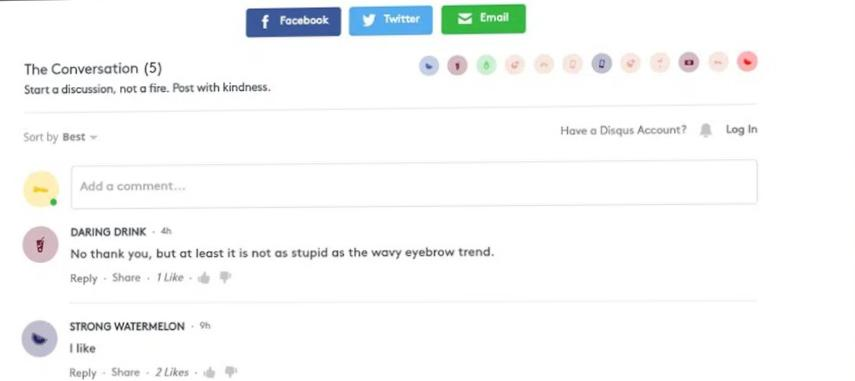 Facebook Twitter Email
The Conversation (5)
Start a discussion, not a fire. Post with kindness.
Sort by Best
Have a Disqus Account? Log In
Add a comment...
DARING DRINK · 4h
No thank you, but at least it is not as stupid as the wavy eyebrow trend.
Reply · Share · 1 Like ·
STRONG WATERMELON · 9h
I like
Reply · Share · 2 Likes ·